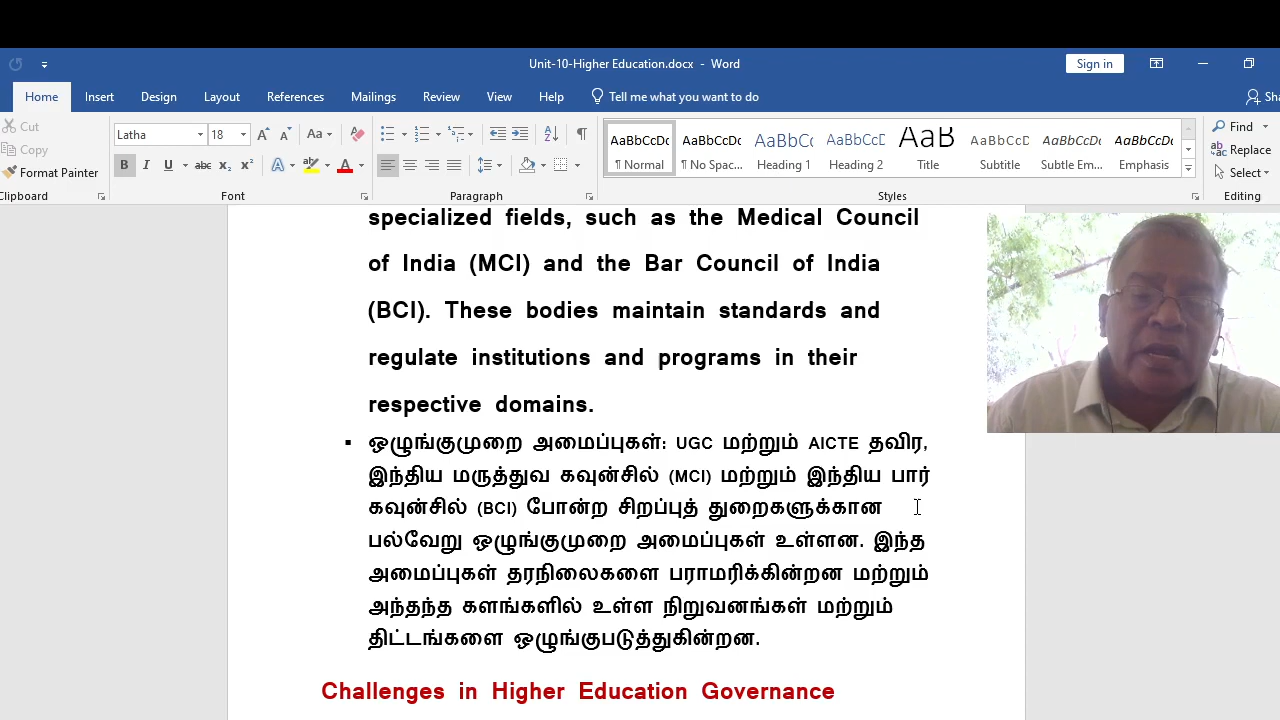 Unit-10-Higher Education.docx - Word
Sign in
Home Insert Design Layout References Mailings Review View Help Tell me what you want to do
Cut
Copy
Format Painter
Clipboard
Latha 18
Font
Paragraph
AaBbCcDc AaBbCcDc AaBbC AaBbCcD AaB AaBbCcD AaBbCcDc AaBbCcDc
¶ Normal ¶ No Spac... Heading 1 Heading 2 Title Subtitle Subtle Em... Emphasis
Styles
Find
Replace
Select
Editing
specialized fields, such as the Medical Council
of India (MCI) and the Bar Council of India
(BCI). These bodies maintain standards and
regulate institutions and programs in their
respective domains.
▪ ஒழுங்குமுறை அமைப்புகள்: UGC மற்றும் AICTE தவிர,
இந்திய மருத்துவ கவுன்சில் (MCI) மற்றும் இந்திய பார்
கவுன்சில் (BCI) போன்ற சிறப்புத் துறைகளுக்கான
பல்வேறு ஒழுங்குமுறை அமைப்புகள் உள்ளன. இந்த
அமைப்புகள் தரநிலைகளை பராமரிக்கின்றன மற்றும்
அந்தந்த களங்களில் உள்ள நிறுவனங்கள் மற்றும்
திட்டங்களை ஒழுங்குபடுத்துகின்றன.
Challenges in Higher Education Governance